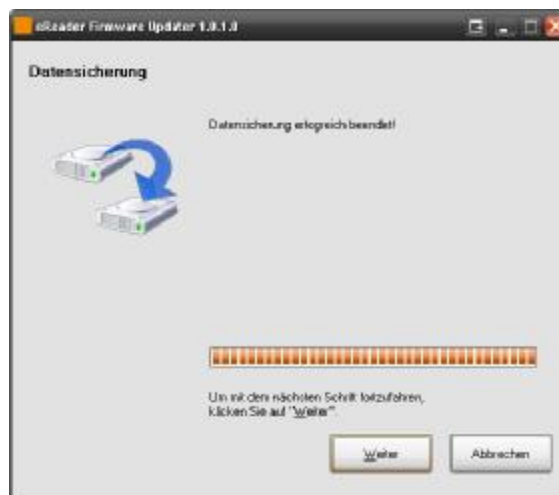 eReader Firmware Updater 1.0.1.0
Datensicherung
Datensicherung erfogreich beendet!
Um mit dem nächsten Schritt fortzufahren,
klicken Sie auf "Weiter".
Weiter
Abbrechen